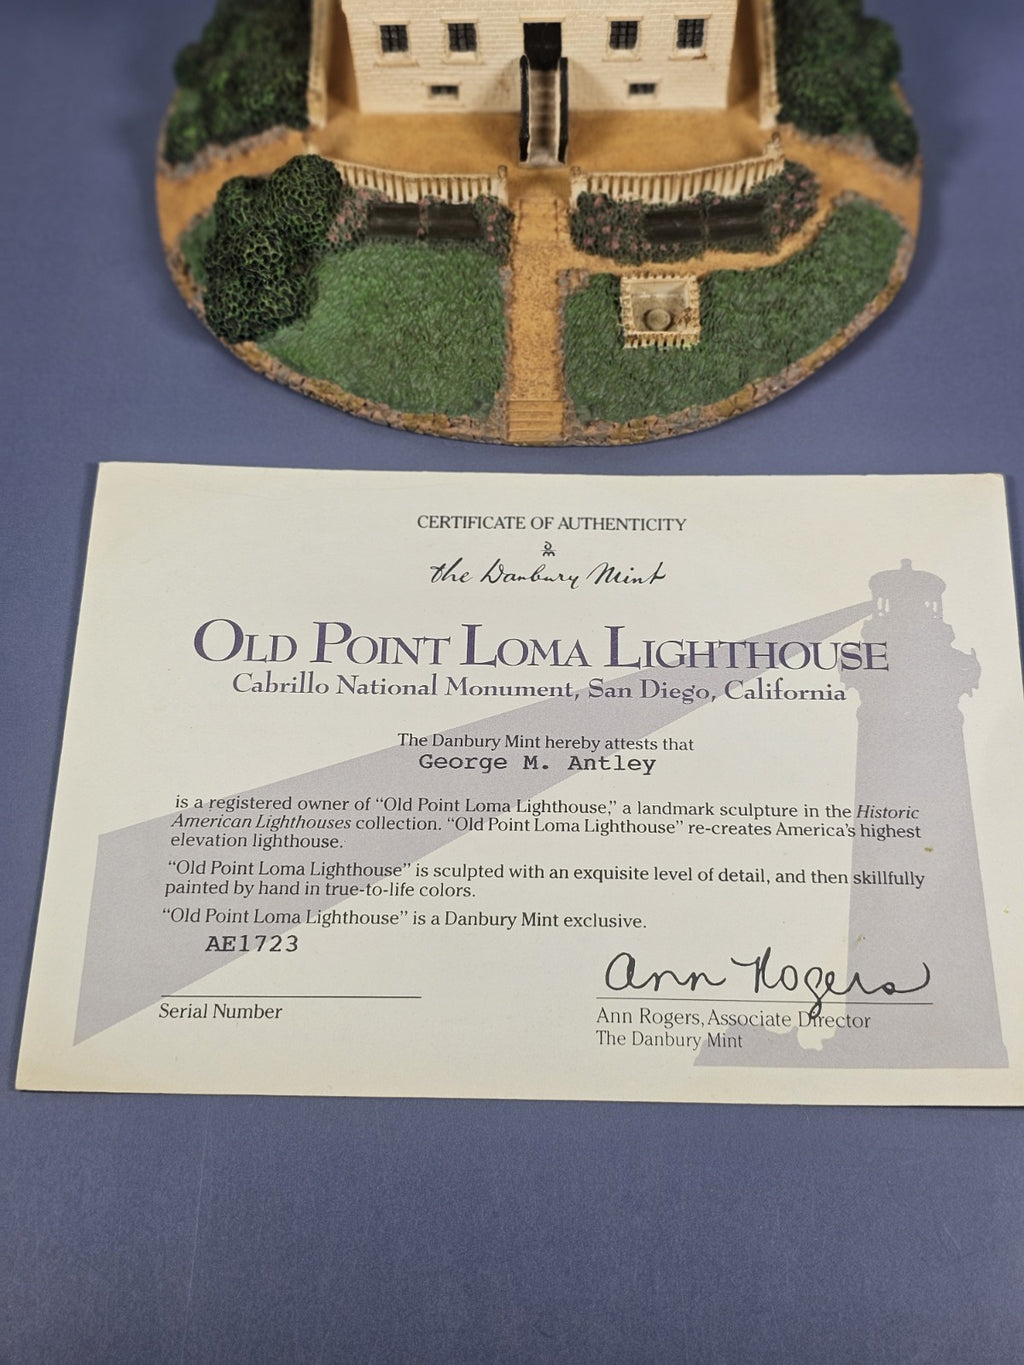 CERTIFICATE OF AUTHENTICITY
the Danbury Mint
OLD POINT LOMA LIGHTHOUSE
Cabrillo National Monument, San Diego, California
The Danbury Mint hereby attests that
George M. Antley
is a registered owner of “Old Point Loma Lighthouse,” a landmark sculpture in the Historic
American Lighthouses collection. “Old Point Loma Lighthouse” re-creates America’s highest
elevation lighthouse.
“Old Point Loma Lighthouse” is sculpted with an exquisite level of detail, and then skillfully
painted by hand in true-to-life colors.
“Old Point Loma Lighthouse” is a Danbury Mint exclusive.
AE1723
Ann Rogers
Serial Number
Ann Rogers, Associate Director
The Danbury Mint